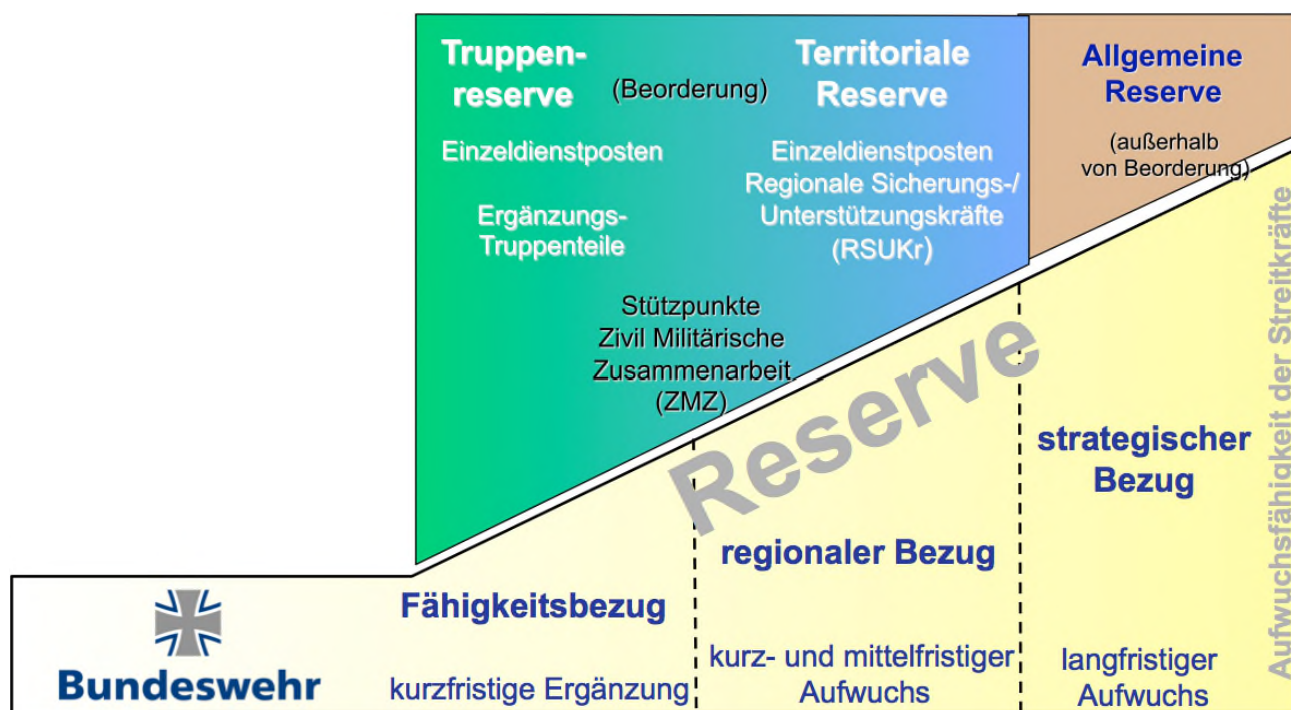 Truppen-
reserve
(Beorderung)
Einzeldienstposten
Ergänzungs-
Truppenteile
Territoriale
Reserve
Einzeldienstposten
Regionale Sicherungs-/
Unterstützungskräfte
(RSUKr)
Stützpunkte
Zivil Militärische
Zusammenarbeit
(ZMZ)
Allgemeine
Reserve
(außerhalb
von Beorderung)
Reserve
Aufwuchsfähigkeit der Streitkräfte
Bundeswehr
Fähigkeitsbezug
kurzfristige Ergänzung
regionaler Bezug
kurz- und mittelfristiger
Aufwuchs
strategischer
Bezug
langfristiger
Aufwuchs